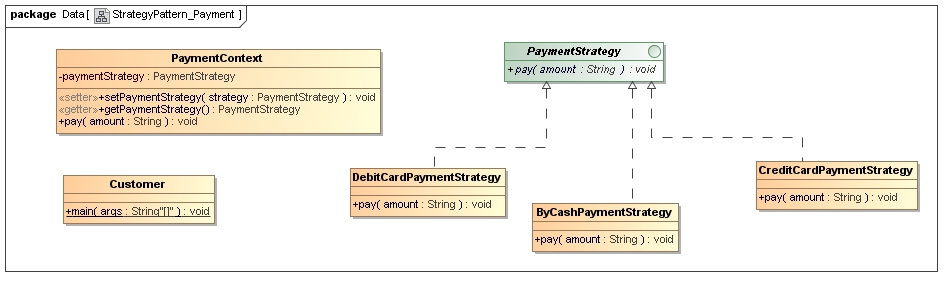 package Data[ StrategyPattern_Payment ]
PaymentContext
-paymentStrategy : PaymentStrategy
«setter»+setPaymentStrategy( strategy : PaymentStrategy ) : void
«getter»+getPaymentStrategy() : PaymentStrategy
+pay( amount : String ) : void
PaymentStrategy
+pay( amount : String ) : void
Customer
+main( args : String"[]" ) : void
DebitCardPaymentStrategy
+pay( amount : String ) : void
ByCashPaymentStrategy
+pay( amount : String ) : void
CreditCardPaymentStrategy
+pay( amount : String ) : void